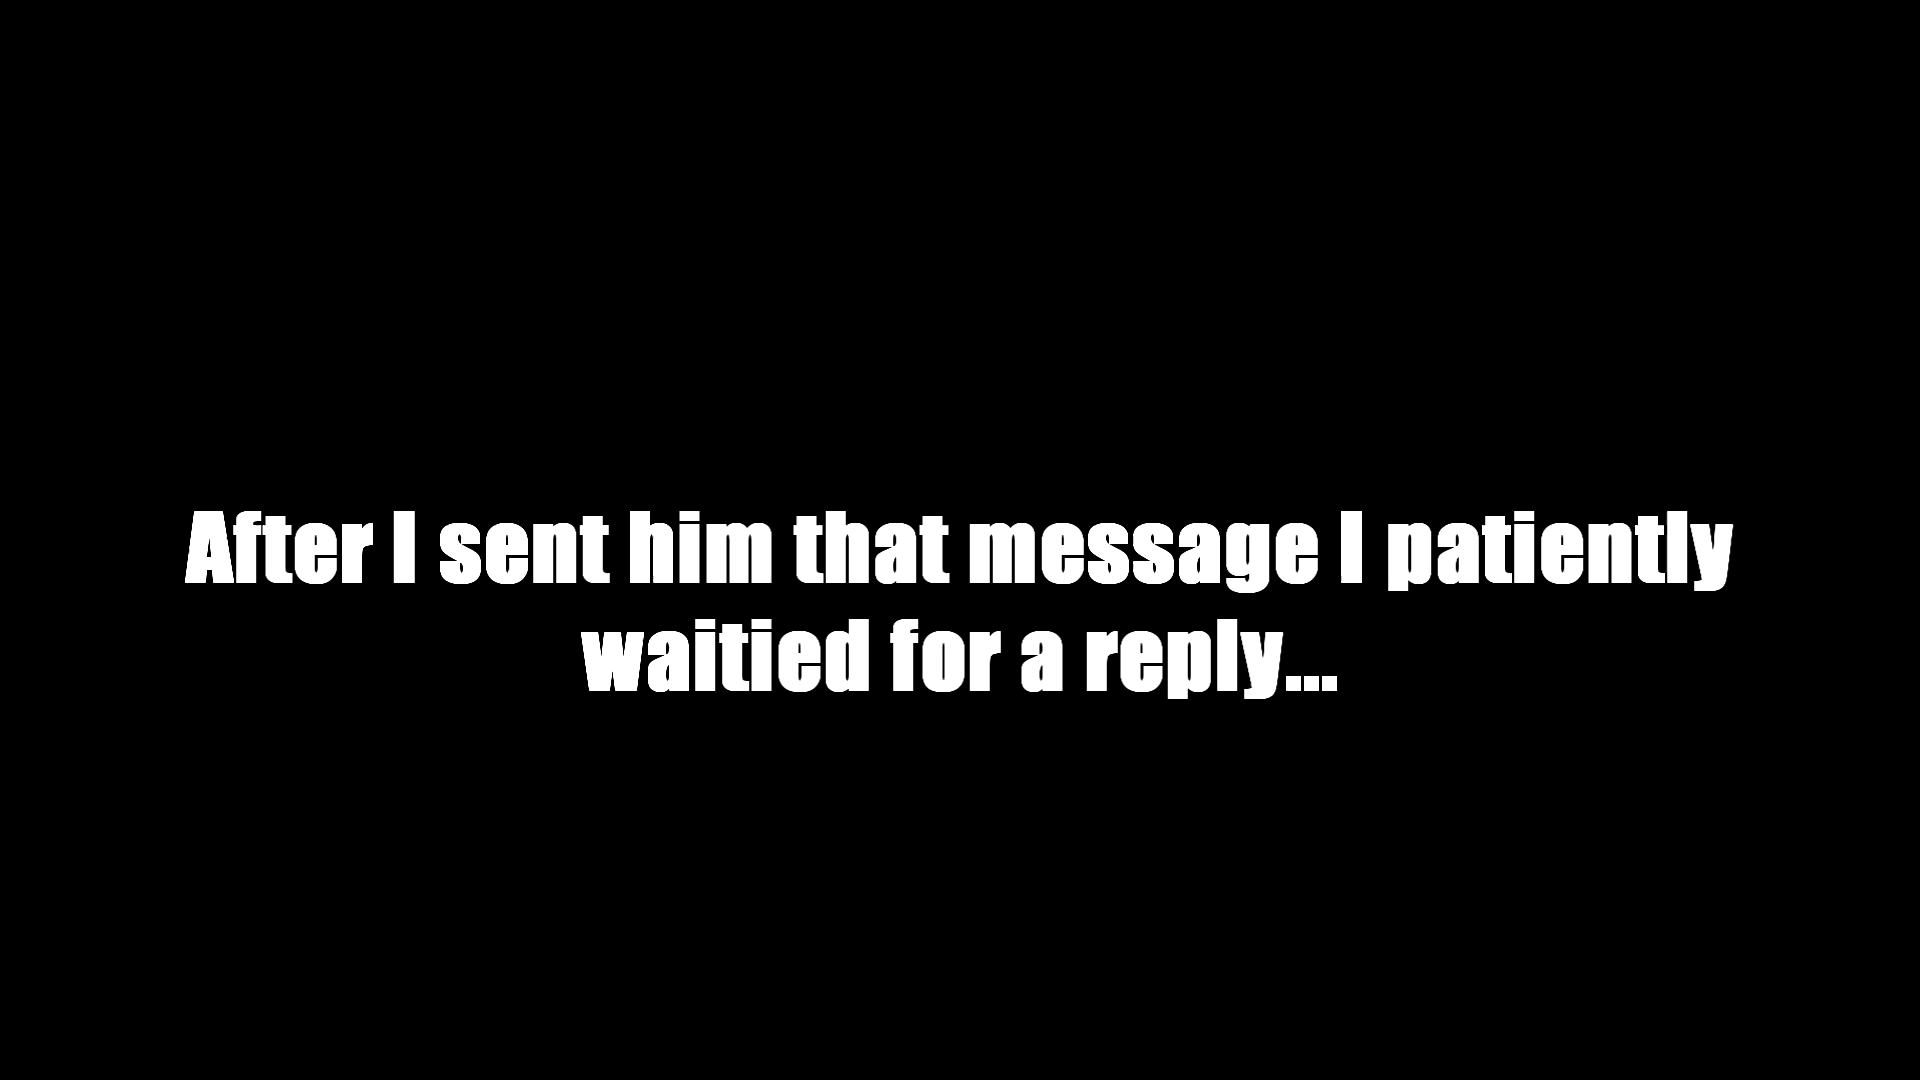 After I sent him that message I patiently
waitied for a reply...